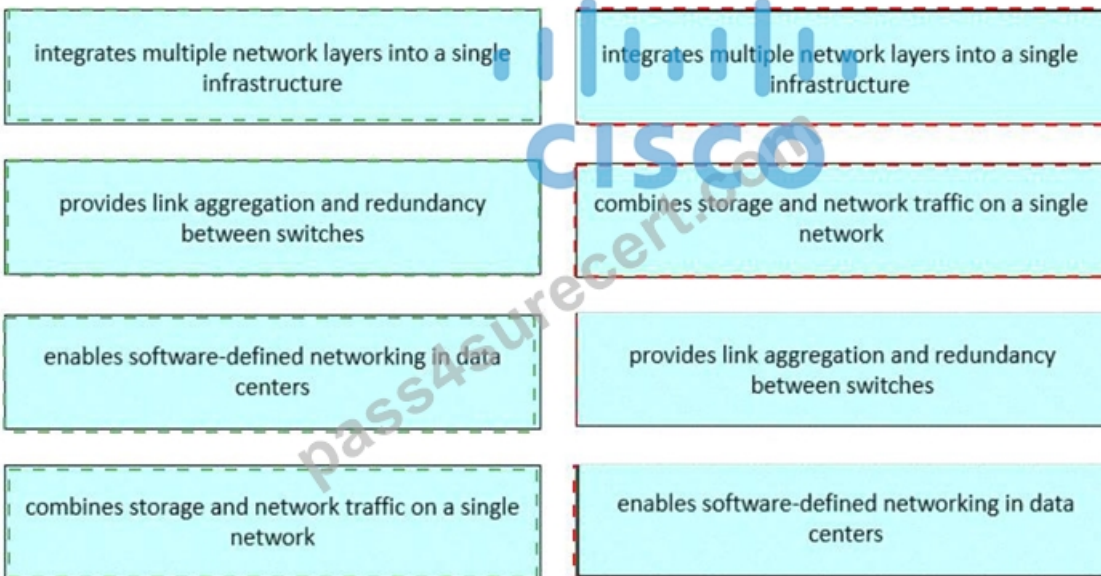 integrates multiple network layers into a single
infrastructure
integrates multiple network layers into a single
infrastructure
CISCO
provides link aggregation and redundancy
between switches
combines storage and network traffic on a single
network
enables software-defined networking in data
centers
provides link aggregation and redundancy
between switches
combines storage and network traffic on a single
network
enables software-defined networking in data
centers
pass4surecert.com